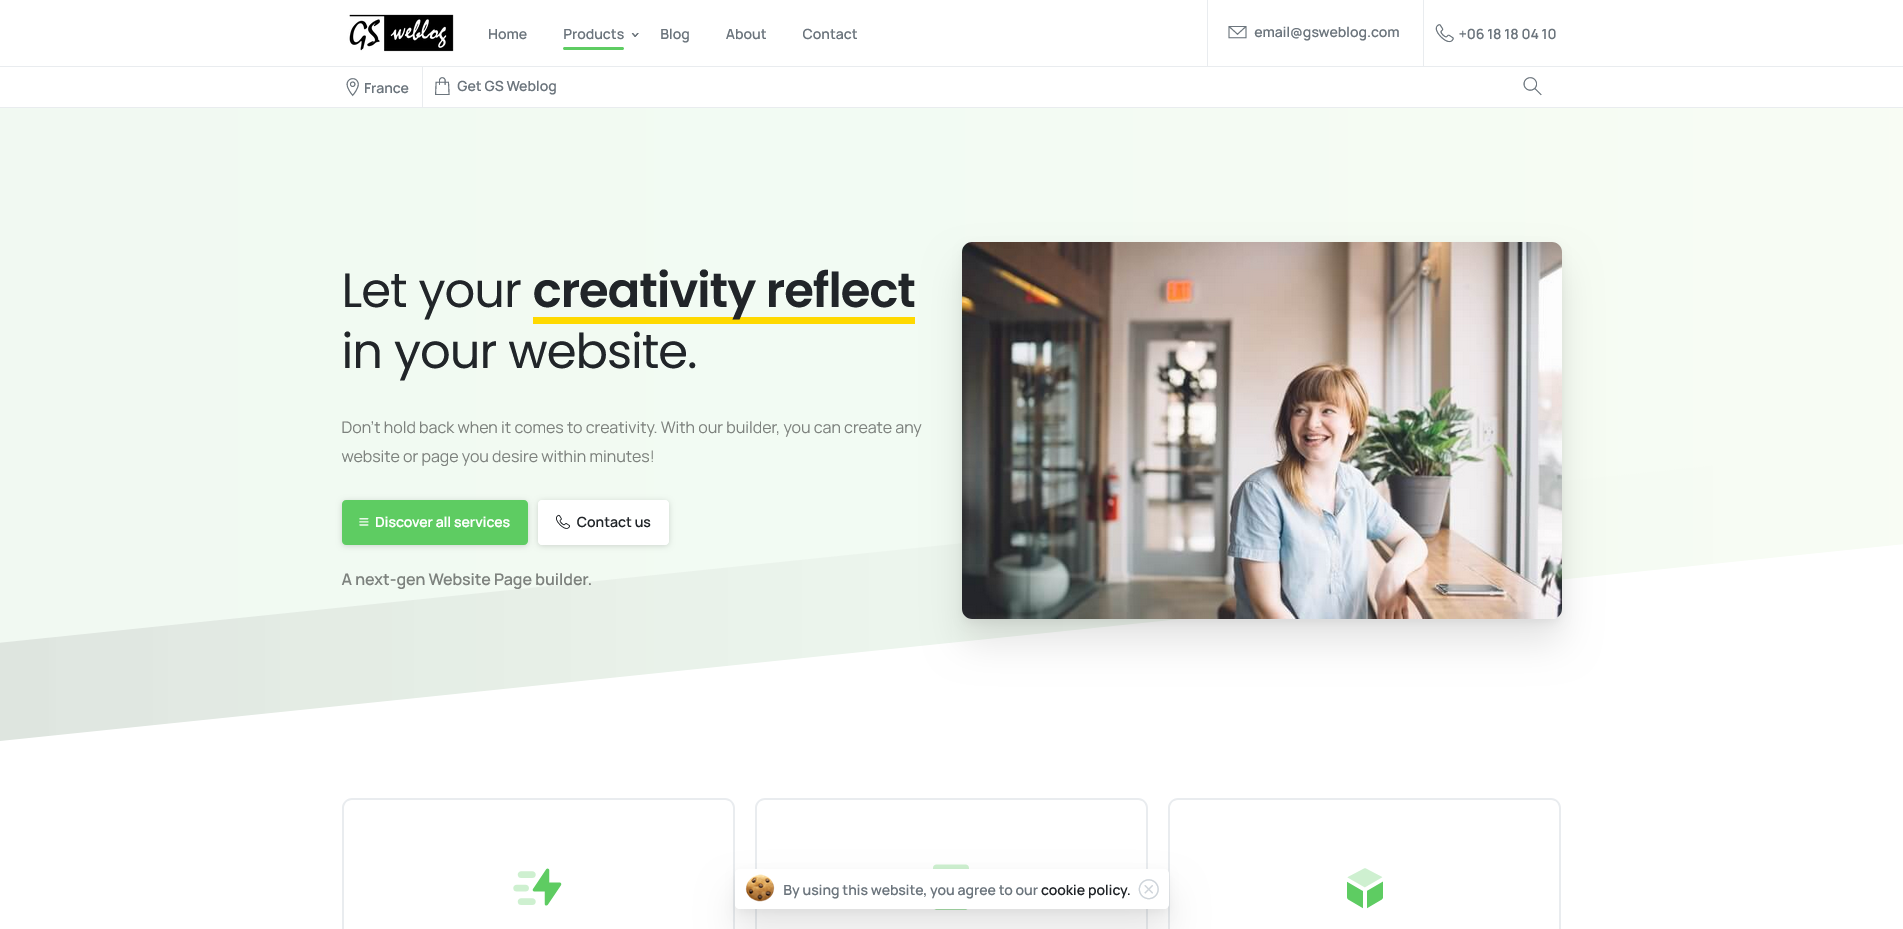 GS weblog
Home
Products
Blog
About
Contact
email@gsweblog.com
+06 18 18 04 10
France
Get GS Weblog
Let your creativity reflect
in your website.
Don't hold back when it comes to creativity. With our builder, you can create any
website or page you desire within minutes!
Discover all services
Contact us
A next-gen Website Page builder.
By using this website, you agree to our cookie policy.